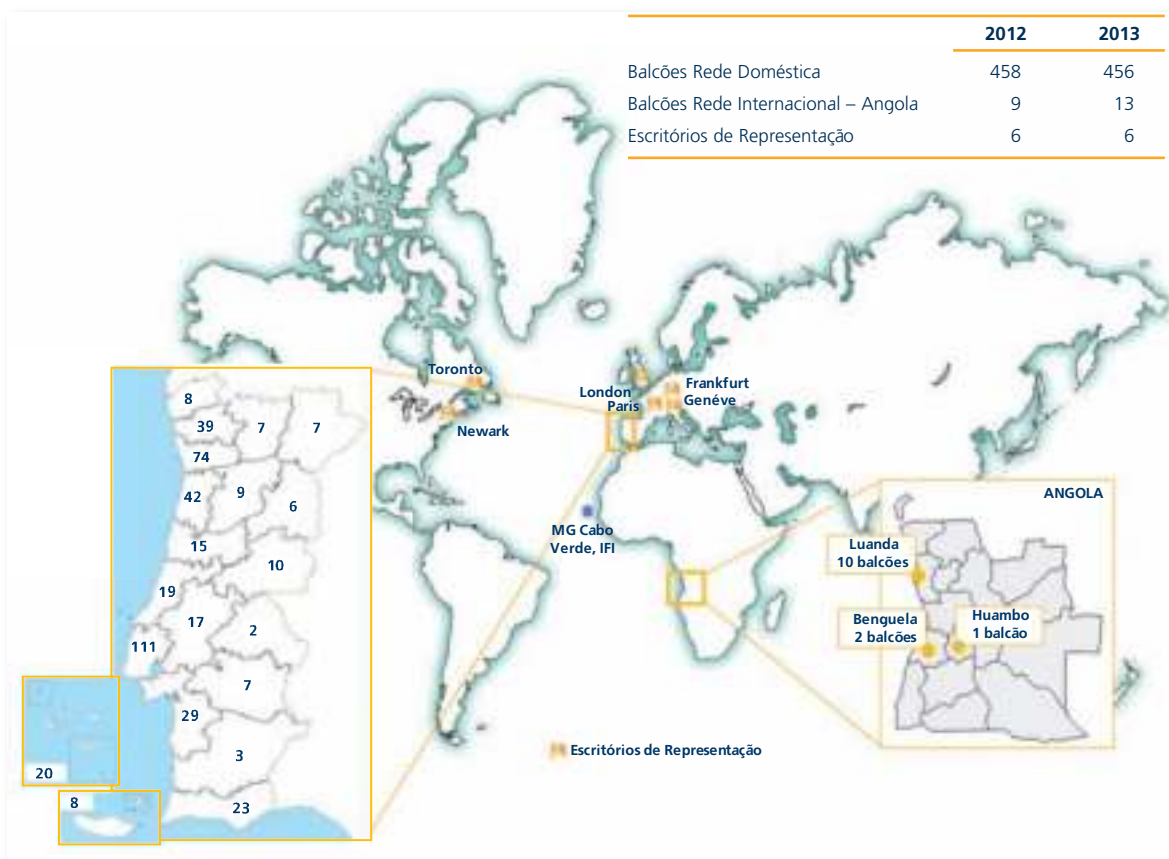 2012 2013
Balcões Rede Doméstica 458 456
Balcões Rede Internacional – Angola 9 13
Escritórios de Representação 6 6
Toronto
Newark
London
Paris
Frankfurt
Genéve
MG Cabo
Verde, IFI
ANGOLA
Luanda
10 balcões
Benguela
2 balcões
Huambo
1 balcão
8
39
7
7
74
42
9
6
15
10
19
17
2
111
7
29
3
23
20
8
Escritórios de Representação